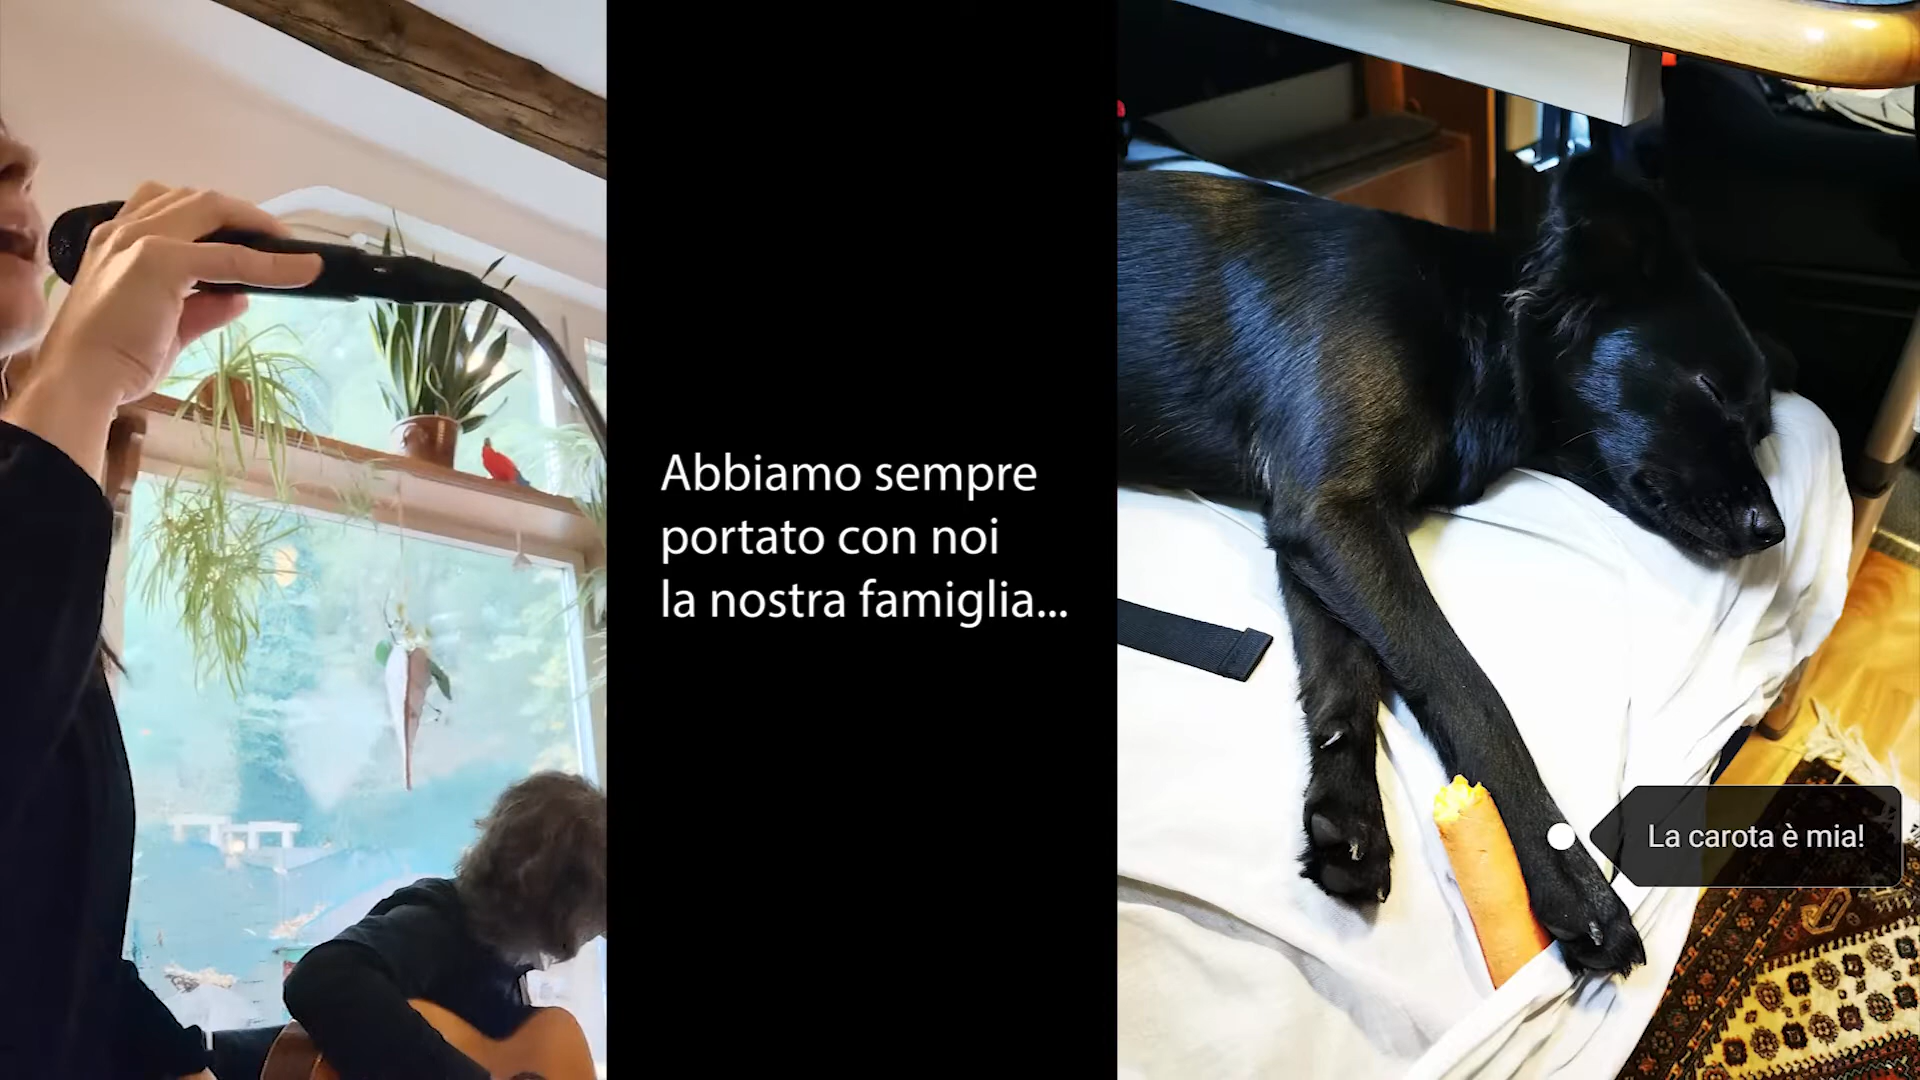 Abbiamo sempre
portato con noi
la nostra famiglia...
La carota è mia!